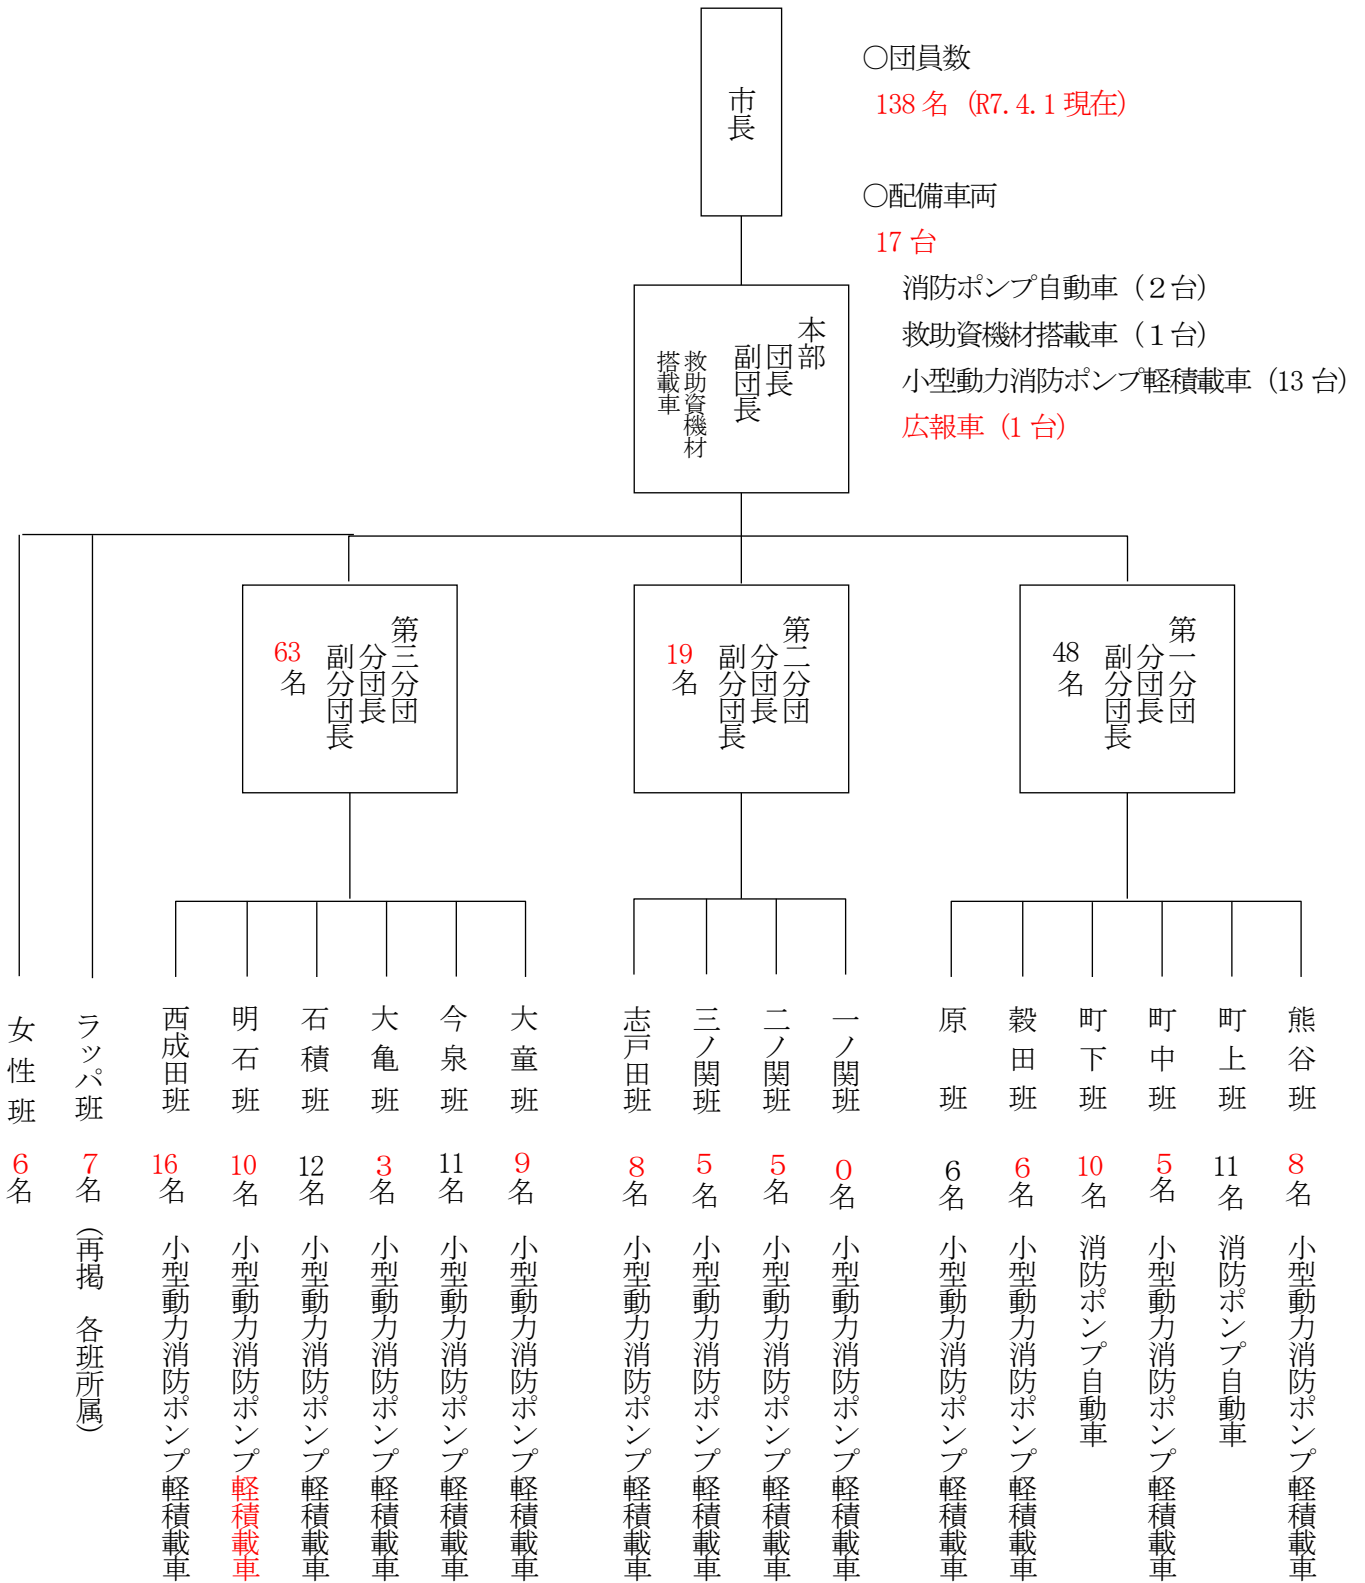 市長
○団員数
138名（R7.4.1現在）
○配備車両
17台
消防ポンプ自動車（２台）
救助資機材搭載車（１台）
小型動力消防ポンプ軽積載車（13台）
広報車（1台）
本部
団長
副団長
救助資機材
搭載車
第一分団
分団長
副分団長
48名
第二分団
分団長
副分団長
19名
第三分団
分団長
副分団長
63名
熊谷班 ８名 小型動力消防ポンプ軽積載車
町上班 11名 消防ポンプ自動車
町中班 ５名 小型動力消防ポンプ軽積載車
町下班 10名 消防ポンプ自動車
穀田班 ６名 小型動力消防ポンプ軽積載車
原　班 ６名 小型動力消防ポンプ軽積載車
一ノ関班 ０名 小型動力消防ポンプ軽積載車
二ノ関班 ５名 小型動力消防ポンプ軽積載車
三ノ関班 ５名 小型動力消防ポンプ軽積載車
志戸田班 ８名 小型動力消防ポンプ軽積載車
大童班 ９名 小型動力消防ポンプ軽積載車
今泉班 11名 小型動力消防ポンプ軽積載車
大亀班 ３名 小型動力消防ポンプ軽積載車
石積班 12名 小型動力消防ポンプ軽積載車
明石班 10名 小型動力消防ポンプ軽積載車
西成田班 16名 小型動力消防ポンプ軽積載車
ラッパ班 ７名（再掲　各班所属）
女性班 ６名